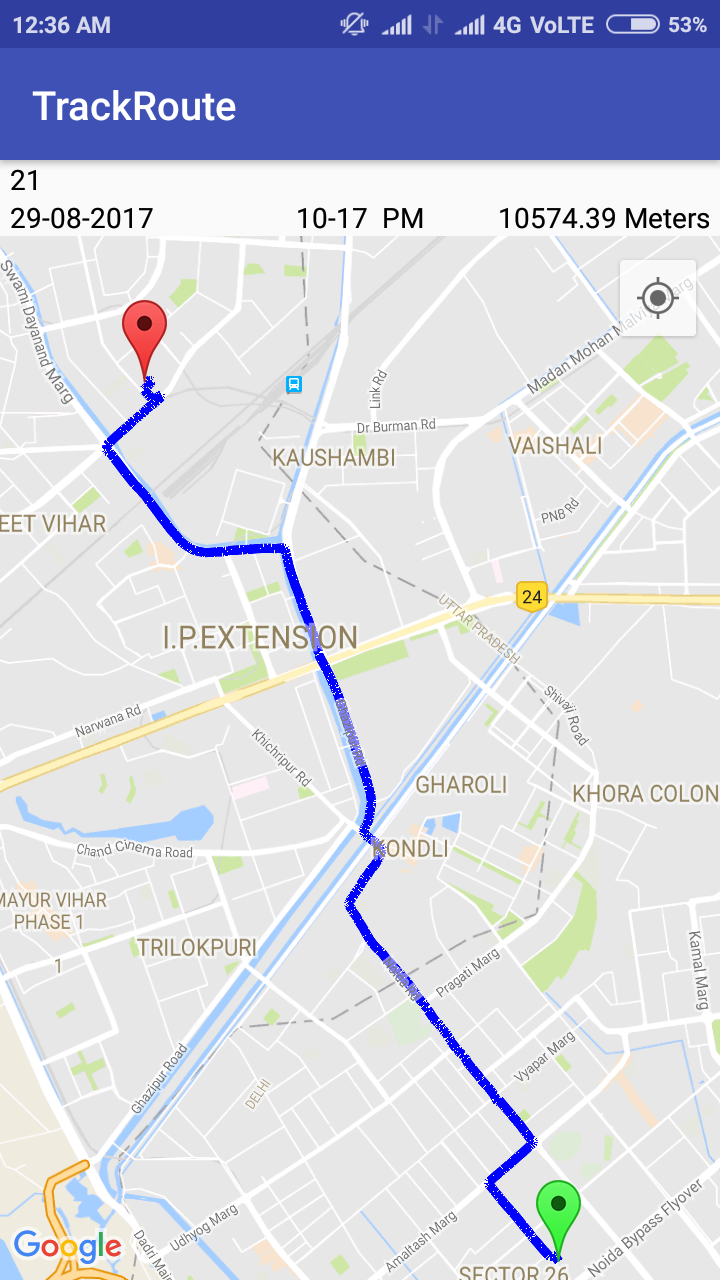 12:36 AM 4G VoLTE 53%
TrackRoute
21
29-08-2017 10-17 PM 10574.39 Meters
Swami Dayanand Marg
Madan Mohan Malviya Marg
Link Rd
Dr Burman Rd
KAUSHAMBI
VAISHALI
PNB Rd
EET VIHAR
24
UTTAR PRADESH
I.P.EXTENSION
Shivaji Road
Narwana Rd
Khichripur Rd
GHAROLI
KHORA COLON
Chand Cinema Road
KONDLI
MAYUR VIHAR
PHASE 1
TRILOKPURI
1
Pragati Marg
Kamal Marg
Vyapar Marg
Ghazipur Road
DELHI
Udhyog Marg
Amaltash Marg
Noida Bypass Flyover
Dadri Mai
Google
SECTOR 26